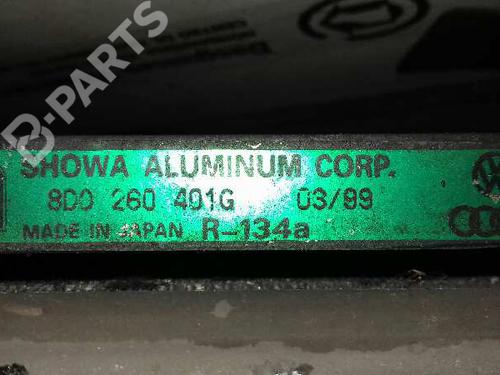 B-PARTS
SHOWA ALUMINUM CORP.
8D0 260 401G 03/99
MADE IN JAPAN R-134a